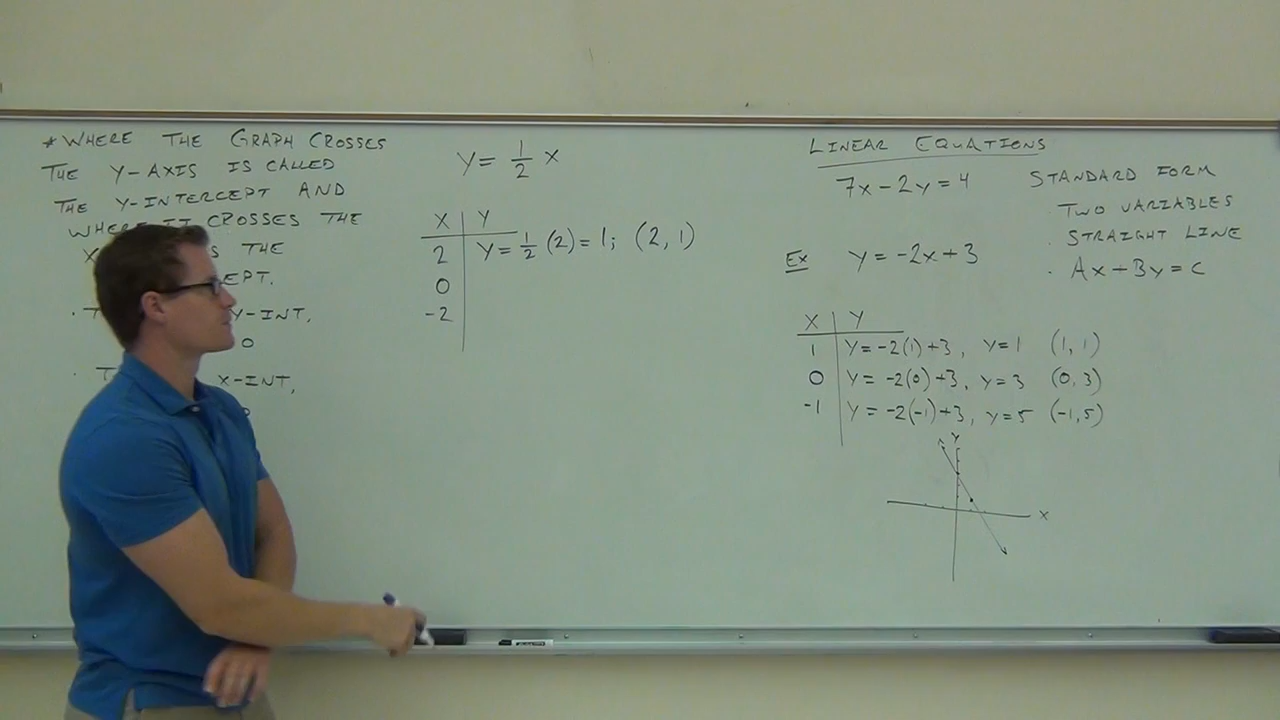 * WHERE THE GRAPH CROSSES
THE Y-AXIS IS CALLED
THE Y-INTERCEPT AND
WHERE IT CROSSES THE
X THE
CEPT.
· T Y-INT,
0
· T X-INT,
y = 1/2 x
X | Y
2 | Y = 1/2 (2) = 1; (2, 1)
0
-2
LINEAR EQUATIONS
7x - 2y = 4
STANDARD FORM
TWO VARIABLES
· STRAIGHT LINE
· Ax + By = C
Ex y = -2x + 3
X | Y
1 | Y = -2(1) + 3, Y = 1 (1, 1)
0 | Y = -2(0) + 3, Y = 3 (0, 3)
-1 | Y = -2(-1) + 3, Y = 5 (-1, 5)
Y
X